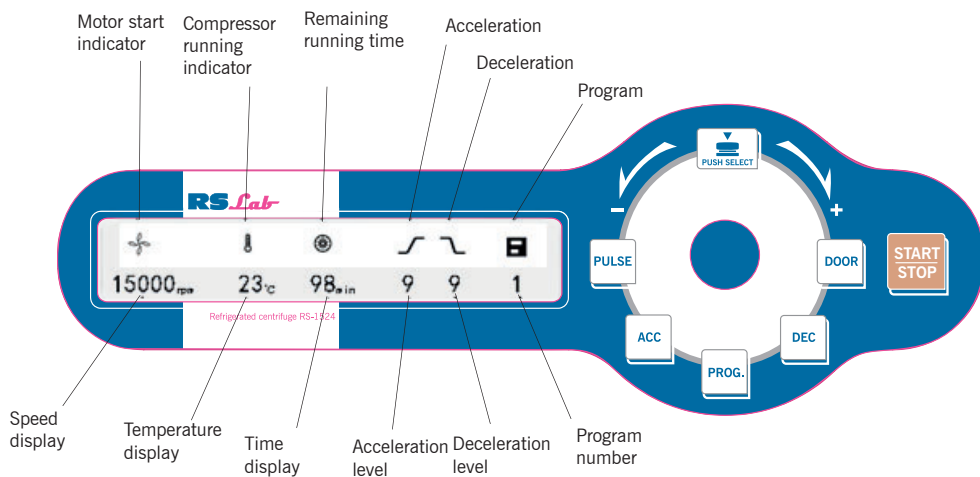 Motor start
indicator
Compressor
running
indicator
Remaining
running time
Acceleration
Deceleration
Program
PUSH SELECT
RS Lab
- +
PULSE
DOOR
START
STOP
15000rpm 23°C 98min 9 9 1
Refrigerated centrifuge RS-1524
ACC
DEC
PROG.
Speed
display
Temperature
display
Time
display
Acceleration
level
Deceleration
level
Program
number